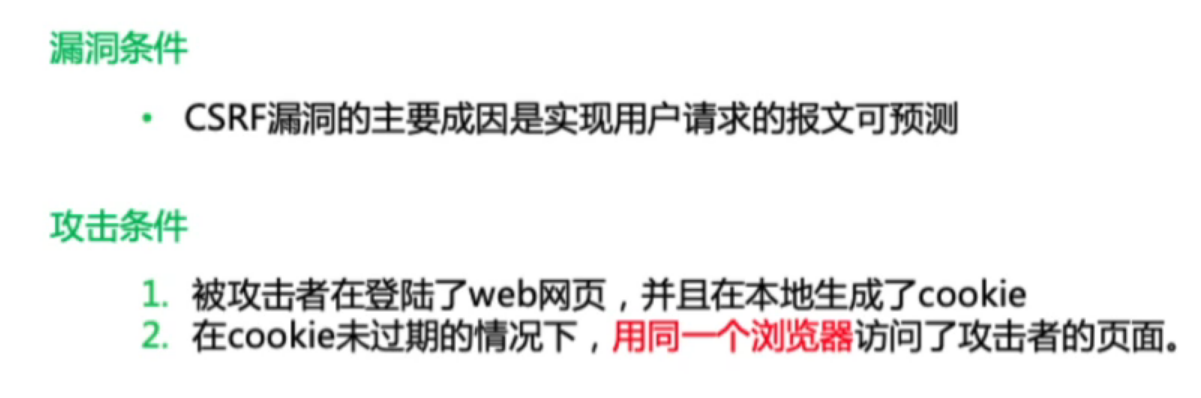 漏洞条件
• CSRF漏洞的主要成因是实现用户请求的报文可预测
攻击条件
1. 被攻击者在登陆了web网页，并且在本地生成了cookie
2. 在cookie未过期的情况下，用同一个浏览器访问了攻击者的页面。